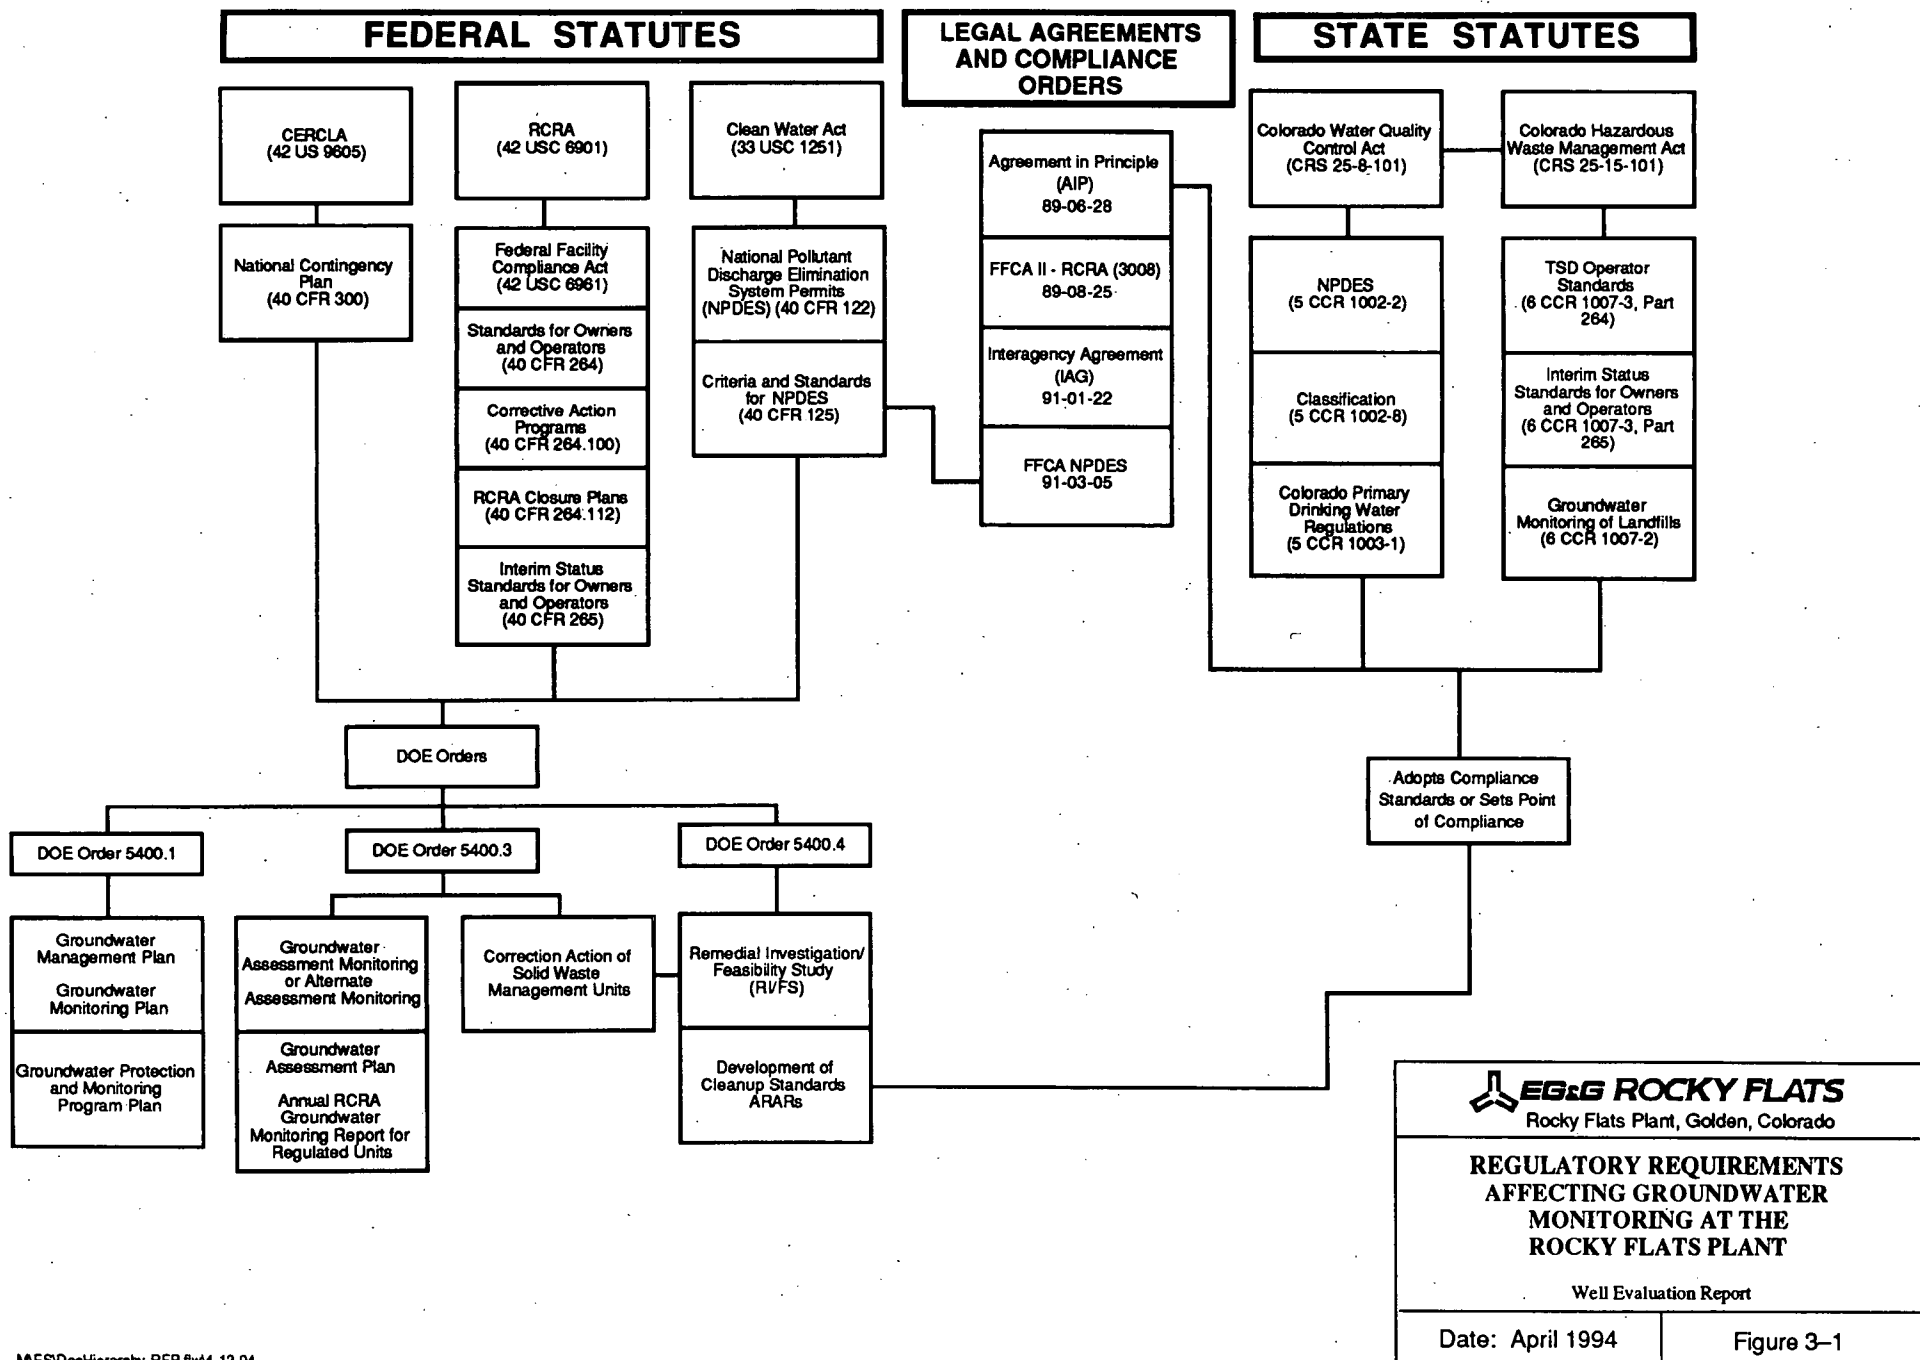 FEDERAL STATUTES
LEGAL AGREEMENTS
AND COMPLIANCE
ORDERS
STATE STATUTES
CERCLA
(42 US 9605)
RCRA
(42 USC 6901)
Clean Water Act
(33 USC 1251)
National Contingency
Plan
(40 CFR 300)
Federal Facility
Compliance Act
(42 USC 6961)
Standards for Owners
and Operators
(40 CFR 264)
Corrective Action
Programs
(40 CFR 264.100)
RCRA Closure Plans
(40 CFR 264.112)
Interim Status
Standards for Owners
and Operators
(40 CFR 265)
National Pollutant
Discharge Elimination
System Permits
(NPDES) (40 CFR 122)
Criteria and Standards
for NPDES
(40 CFR 125)
Agreement in Principle
(AIP)
89-06-28
FFCA II - RCRA (3008)
89-08-25
Interagency Agreement
(IAG)
91-01-22
FFCA NPDES
91-03-05
Colorado Water Quality
Control Act
(CRS 25-8-101)
Colorado Hazardous
Waste Management Act
(CRS 25-15-101)
NPDES
(5 CCR 1002-2)
Classification
(5 CCR 1002-8)
Colorado Primary
Drinking Water
Regulations
(5 CCR 1003-1)
TSD Operator
Standards
(6 CCR 1007-3, Part
264)
Interim Status
Standards for Owners
and Operators
(6 CCR 1007-3, Part
265)
Groundwater
Monitoring of Landfills
(6 CCR 1007-2)
DOE Orders
Adopts Compliance
Standards or Sets Point
of Compliance
DOE Order 5400.1
DOE Order 5400.3
DOE Order 5400.4
Groundwater
Management Plan
Groundwater
Monitoring Plan
Groundwater Protection
and Monitoring
Program Plan
Groundwater
Assessment Monitoring
or Alternate
Assessment Monitoring
Groundwater
Assessment Plan
Annual RCRA
Groundwater
Monitoring Report for
Regulated Units
Correction Action of
Solid Waste
Management Units
Remedial Investigation/
Feasibility Study
(RI/FS)
Development of
Cleanup Standards
ARARs
EG&G ROCKY FLATS
Rocky Flats Plant, Golden, Colorado
REGULATORY REQUIREMENTS
AFFECTING GROUNDWATER
MONITORING AT THE
ROCKY FLATS PLANT
Well Evaluation Report
Date: April 1994
Figure 3–1